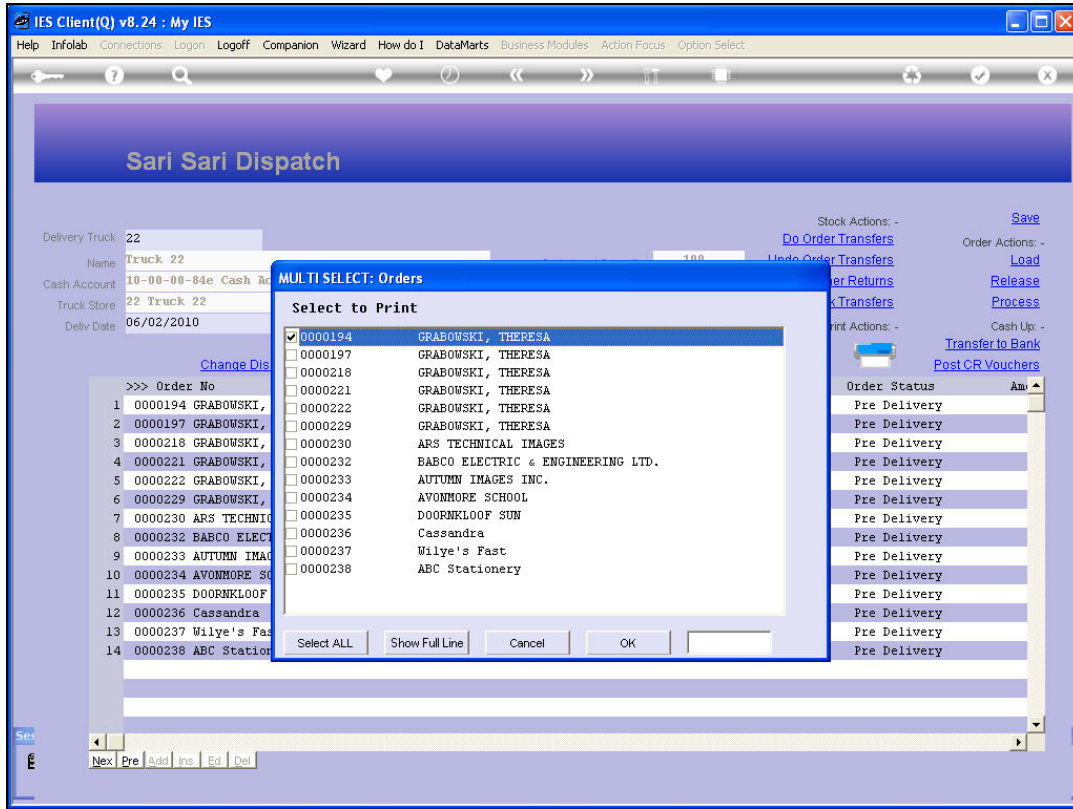 IES Client(Q) v8.24 : My IES
Help Infolab Connections Logon Logoff Companion Wizard How do I DataMarts Business Modules Action Focus Option Select
Sari Sari Dispatch
Stock Actions: - Save
Delivery Truck 22 Do Order Transfers Order Actions: -
Name Truck 22 100 Undo Order Transfers Load
Cash Account 10-00-00-84e Cash Ac er Returns Release
Truck Store 22 Truck 22 Transfers Process
Deliv Date 06/02/2010 rint Actions: - Cash Up: -
Transfer to Bank
Change Dis Post CR Vouchers
MULTI SELECT: Orders
Select to Print
0000194 GRABOWSKI, THERESA
0000197 GRABOWSKI, THERESA
0000218 GRABOWSKI, THERESA
0000221 GRABOWSKI, THERESA
0000222 GRABOWSKI, THERESA
0000229 GRABOWSKI, THERESA
0000230 ARS TECHNICAL IMAGES
0000232 BABCO ELECTRIC & ENGINEERING LTD.
0000233 AUTUMN IMAGES INC.
0000234 AVONMORE SCHOOL
0000235 DOORNKLOOF SUN
0000236 Cassandra
0000237 Wilye's Fast
0000238 ABC Stationery
Select ALL Show Full Line Cancel OK
>>> Order No Order Status Am
1 0000194 GRABOWSKI, Pre Delivery
2 0000197 GRABOWSKI, Pre Delivery
3 0000218 GRABOWSKI, Pre Delivery
4 0000221 GRABOWSKI, Pre Delivery
5 0000222 GRABOWSKI, Pre Delivery
6 0000229 GRABOWSKI, Pre Delivery
7 0000230 ARS TECHNIC Pre Delivery
8 0000232 BABCO ELECT Pre Delivery
9 0000233 AUTUMN IMAG Pre Delivery
10 0000234 AVONMORE SC Pre Delivery
11 0000235 DOORNKLOOF Pre Delivery
12 0000236 Cassandra Pre Delivery
13 0000237 Wilye's Fas Pre Delivery
14 0000238 ABC Station Pre Delivery
Ses
Nex Pre Add Ins Ed Del